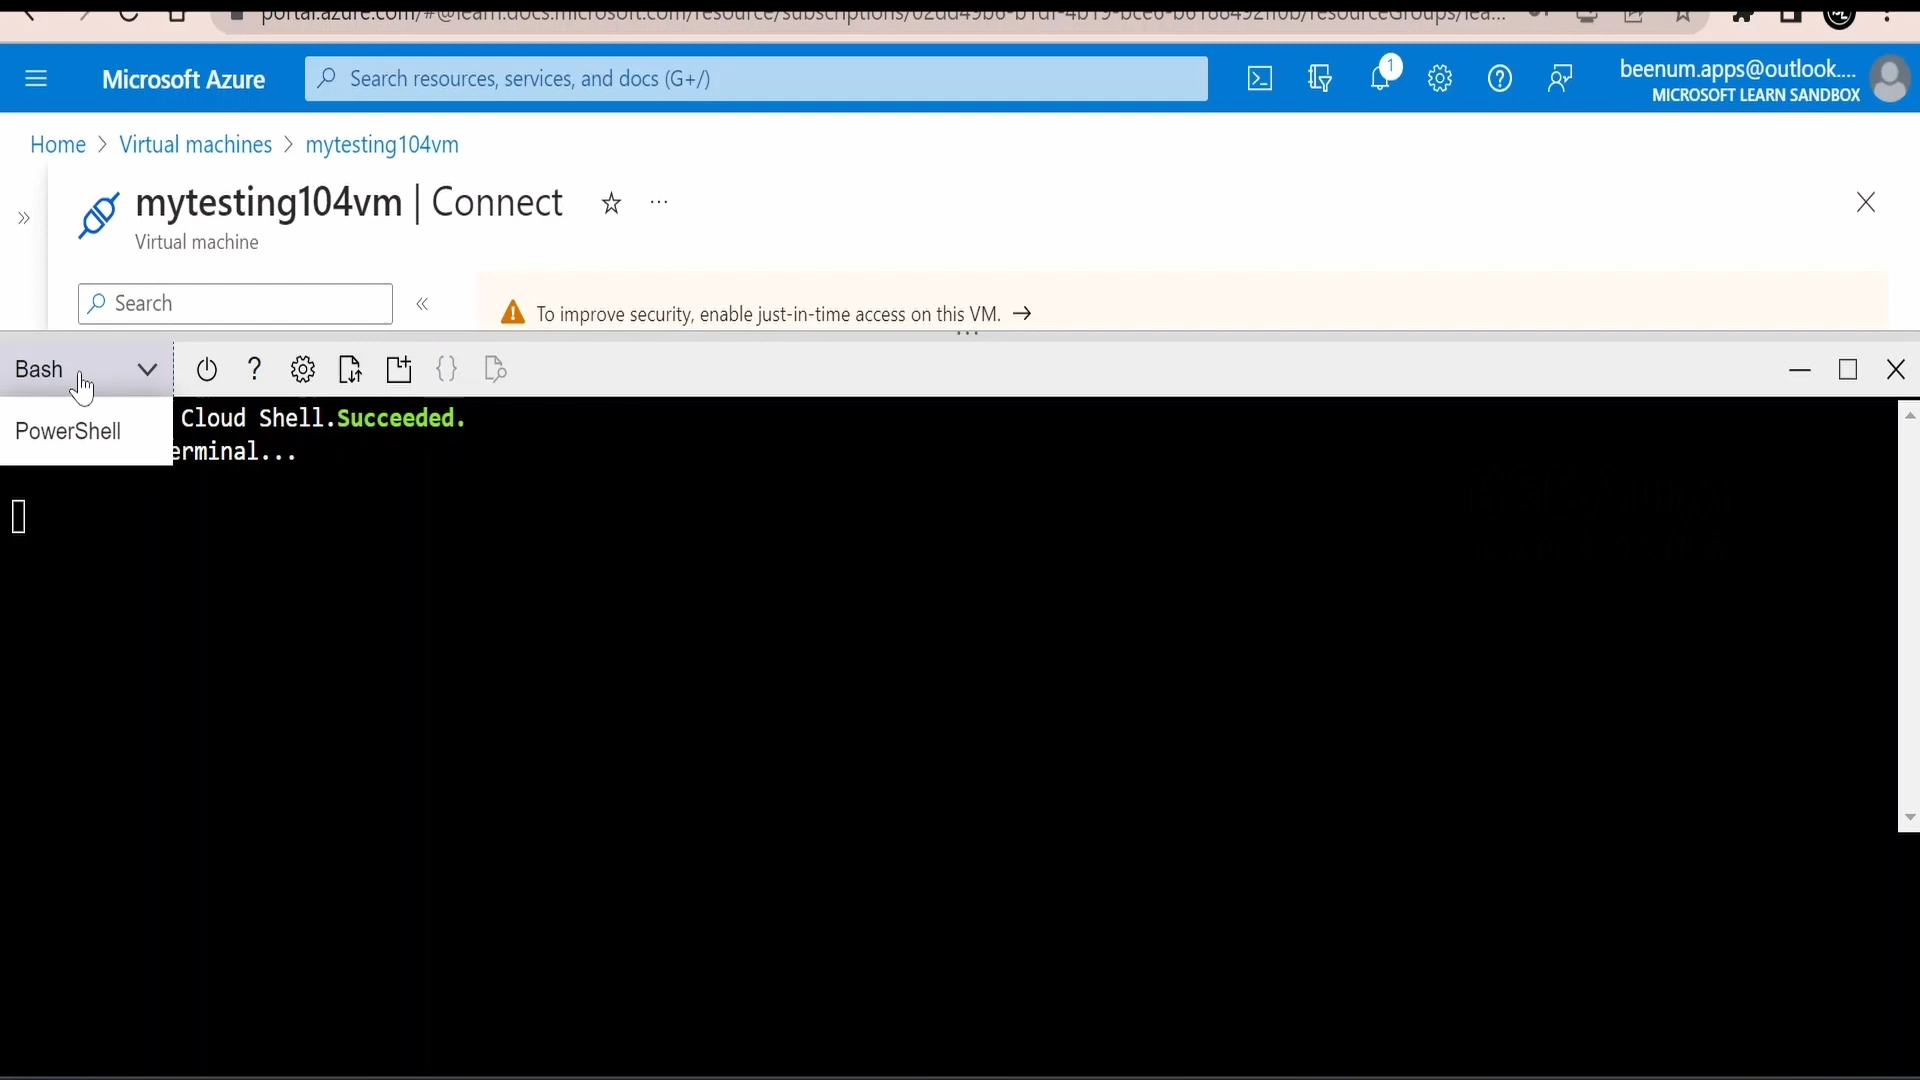 Microsoft Azure
Search resources, services, and docs (G+/)
1
beenum.apps@outlook....
MICROSOFT LEARN SANDBOX
Home > Virtual machines > mytesting104vm
mytesting104vm | Connect
Virtual machine
Search
To improve security, enable just-in-time access on this VM. →
Bash
PowerShell
Cloud Shell.Succeeded.
erminal...